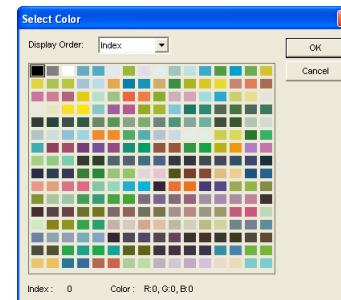 Select Color
Display Order: Index
OK
Cancel
Index : 0 Color : R:0, G:0, B:0